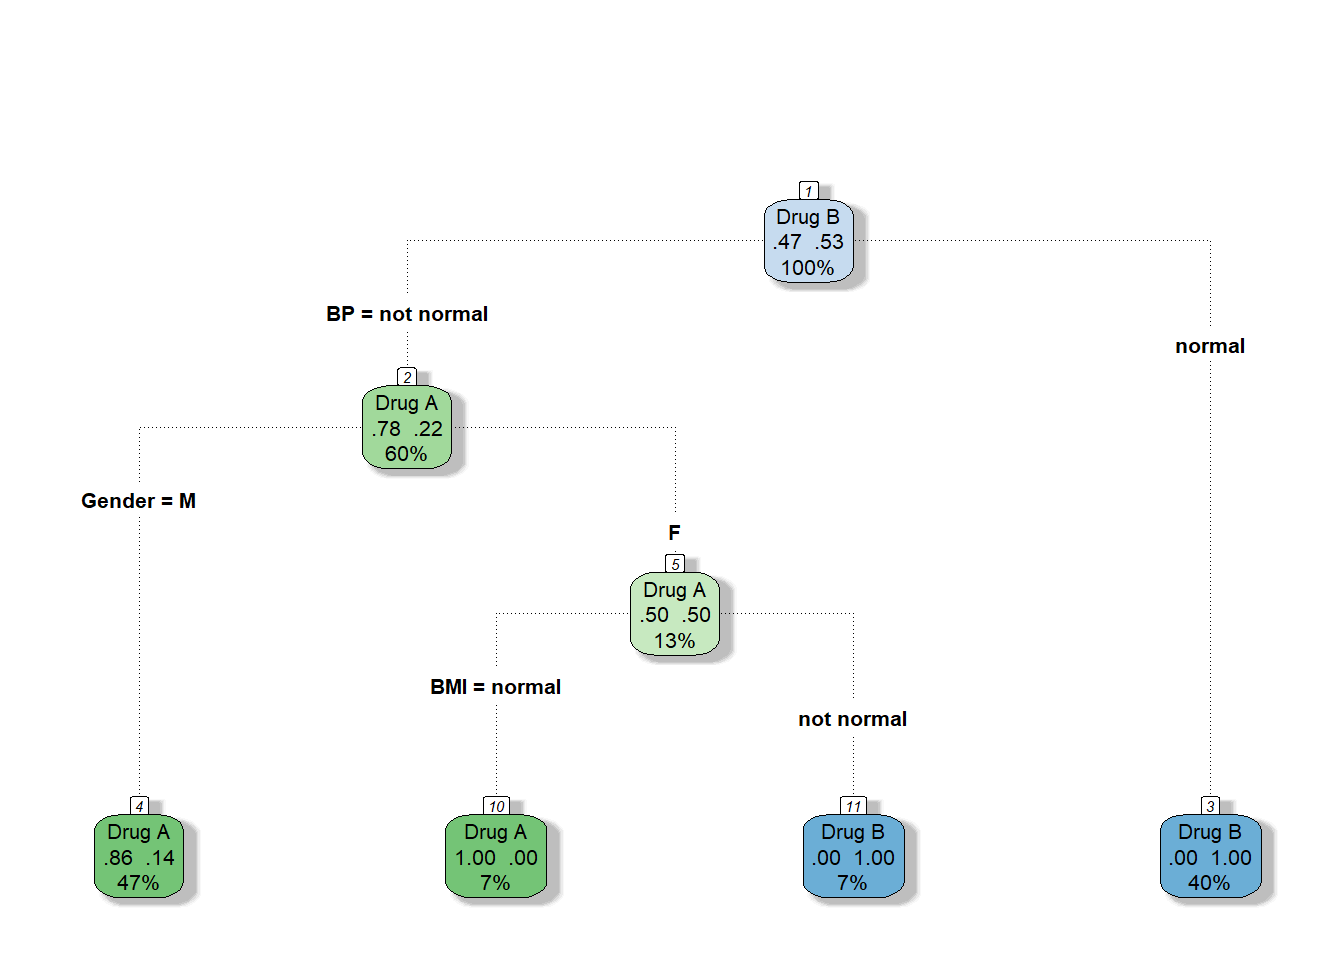 1
Drug B
.47 .53
100%
BP = not normal
normal
2
Drug A
.78 .22
60%
Gender = M
F
5
Drug A
.50 .50
13%
BMI = normal
not normal
4
Drug A
.86 .14
47%
10
Drug A
1.00 .00
7%
11
Drug B
.00 1.00
7%
3
Drug B
.00 1.00
40%